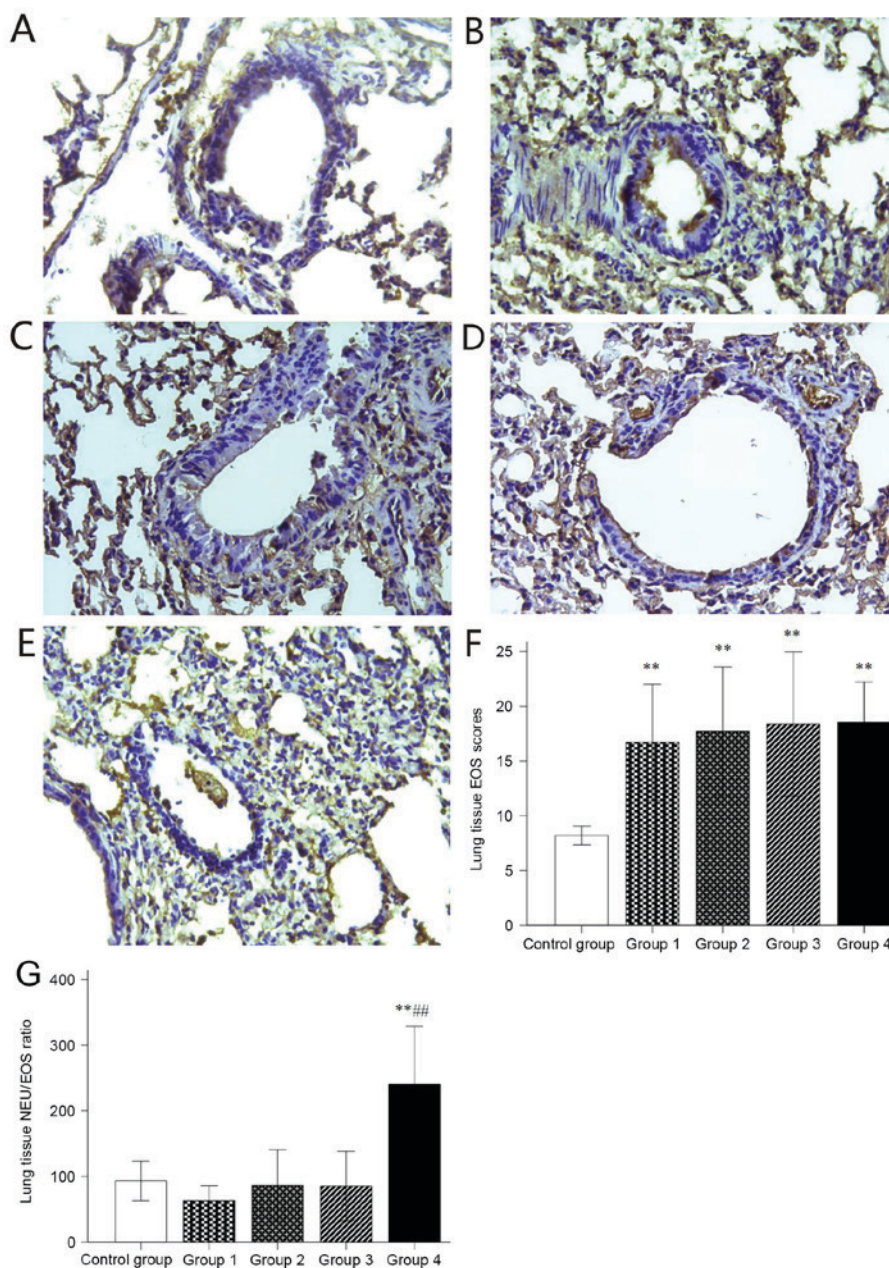 A
B
C
D
E
F
25
20
15
10
5
0
Lung tissue EOS scores
**
**
**
**
Control group Group 1 Group 2 Group 3 Group 4
G
400
300
200
100
0
Lung tissue NEU/EOS ratio
**##
Control group Group 1 Group 2 Group 3 Group 4